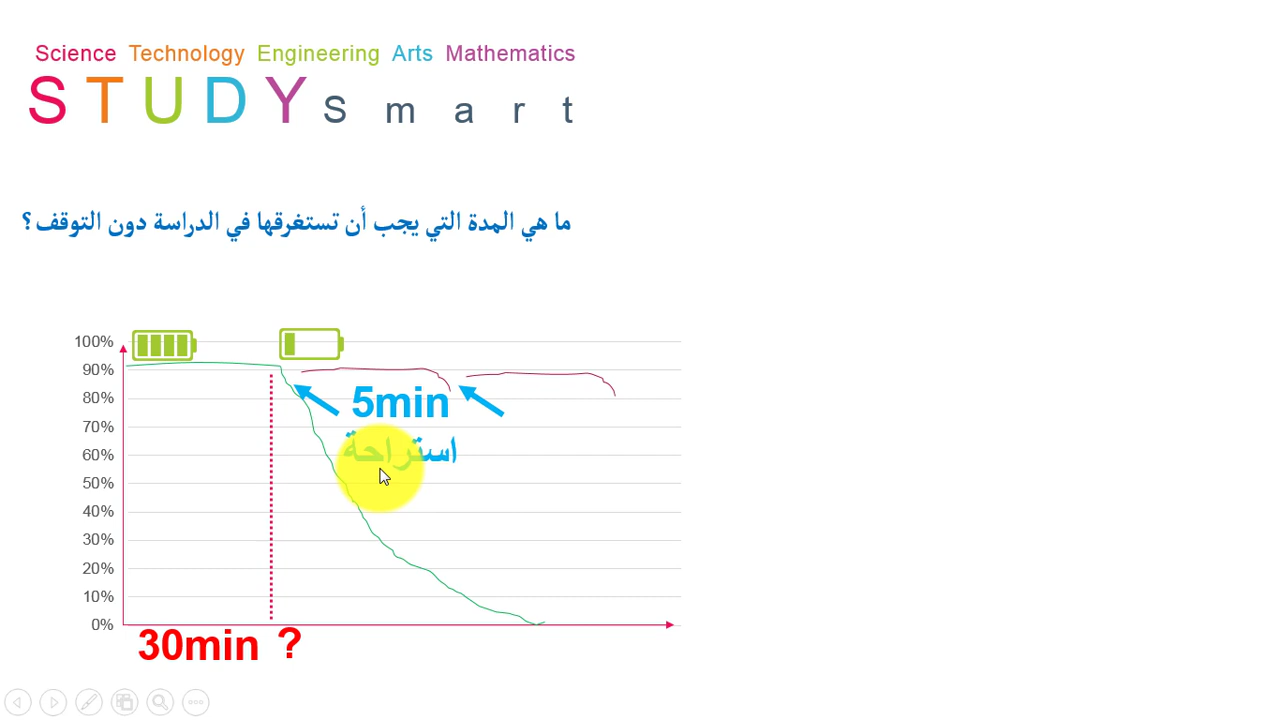 Science Technology Engineering Arts Mathematics
STUDY Smart
ما هي المدة التي يجب أن تستغرقها في الدراسة دون التوقف ؟
100%
90%
80%
70%
60%
50%
40%
30%
20%
10%
0%
5min
استراحة
30min ?